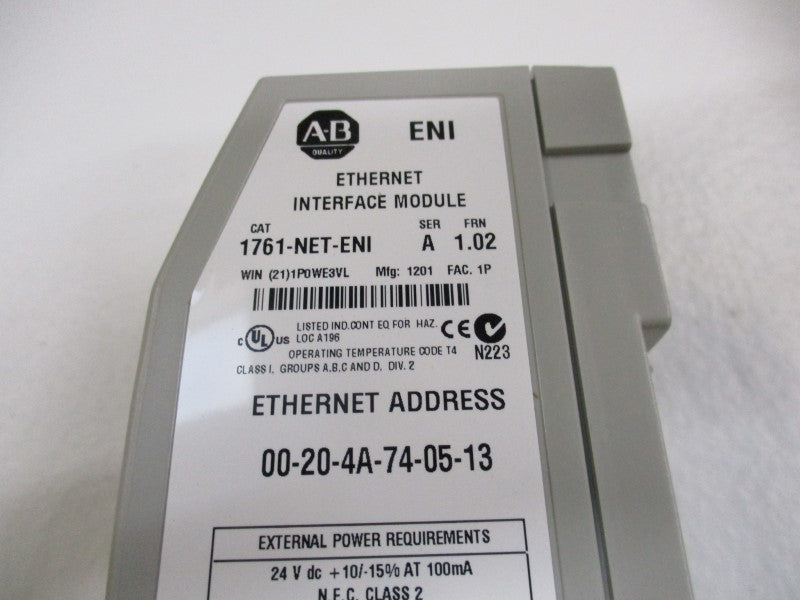 A-B ENI
QUALITY
ETHERNET
INTERFACE MODULE
CAT SER FRN
1761-NET-ENI A 1.02
WIN (21)1P0WE3VL Mfg: 1201 FAC. 1P
LISTED IND.CONT EQ FOR HAZ.
c UL US LOC A196 CE N223
OPERATING TEMPERATURE CODE T4
CLASS I, GROUPS A,B,C AND D, DIV. 2
ETHERNET ADDRESS
00-20-4A-74-05-13
EXTERNAL POWER REQUIREMENTS
24 V dc +10/-15% AT 100mA
N.E.C. CLASS 2